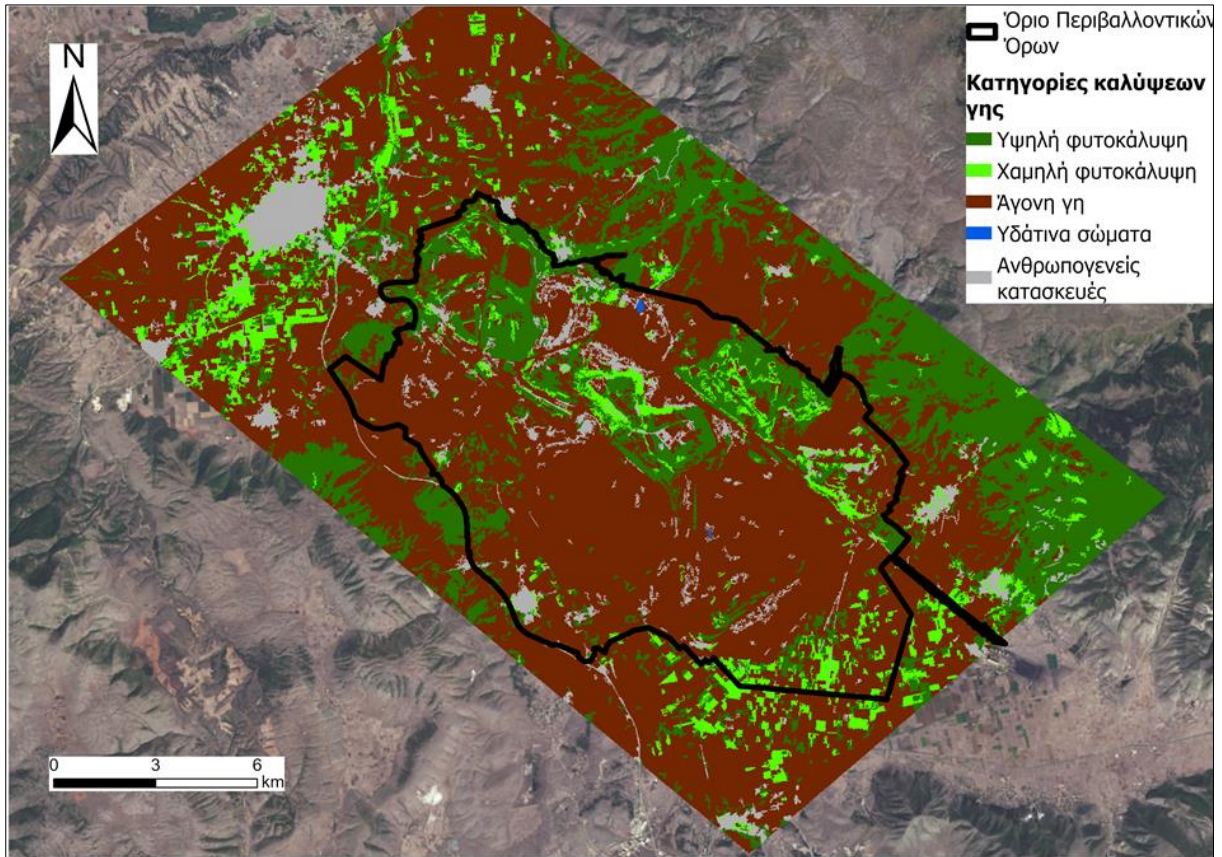 N
Όριο Περιβαλλοντικών
Όρων
Κατηγορίες καλύψεων
γης
Υψηλή φυτοκάλυψη
Χαμηλή φυτοκάλυψη
Άγονη γη
Υδάτινα σώματα
Ανθρωπογενείς
κατασκευές
0 3 6
km